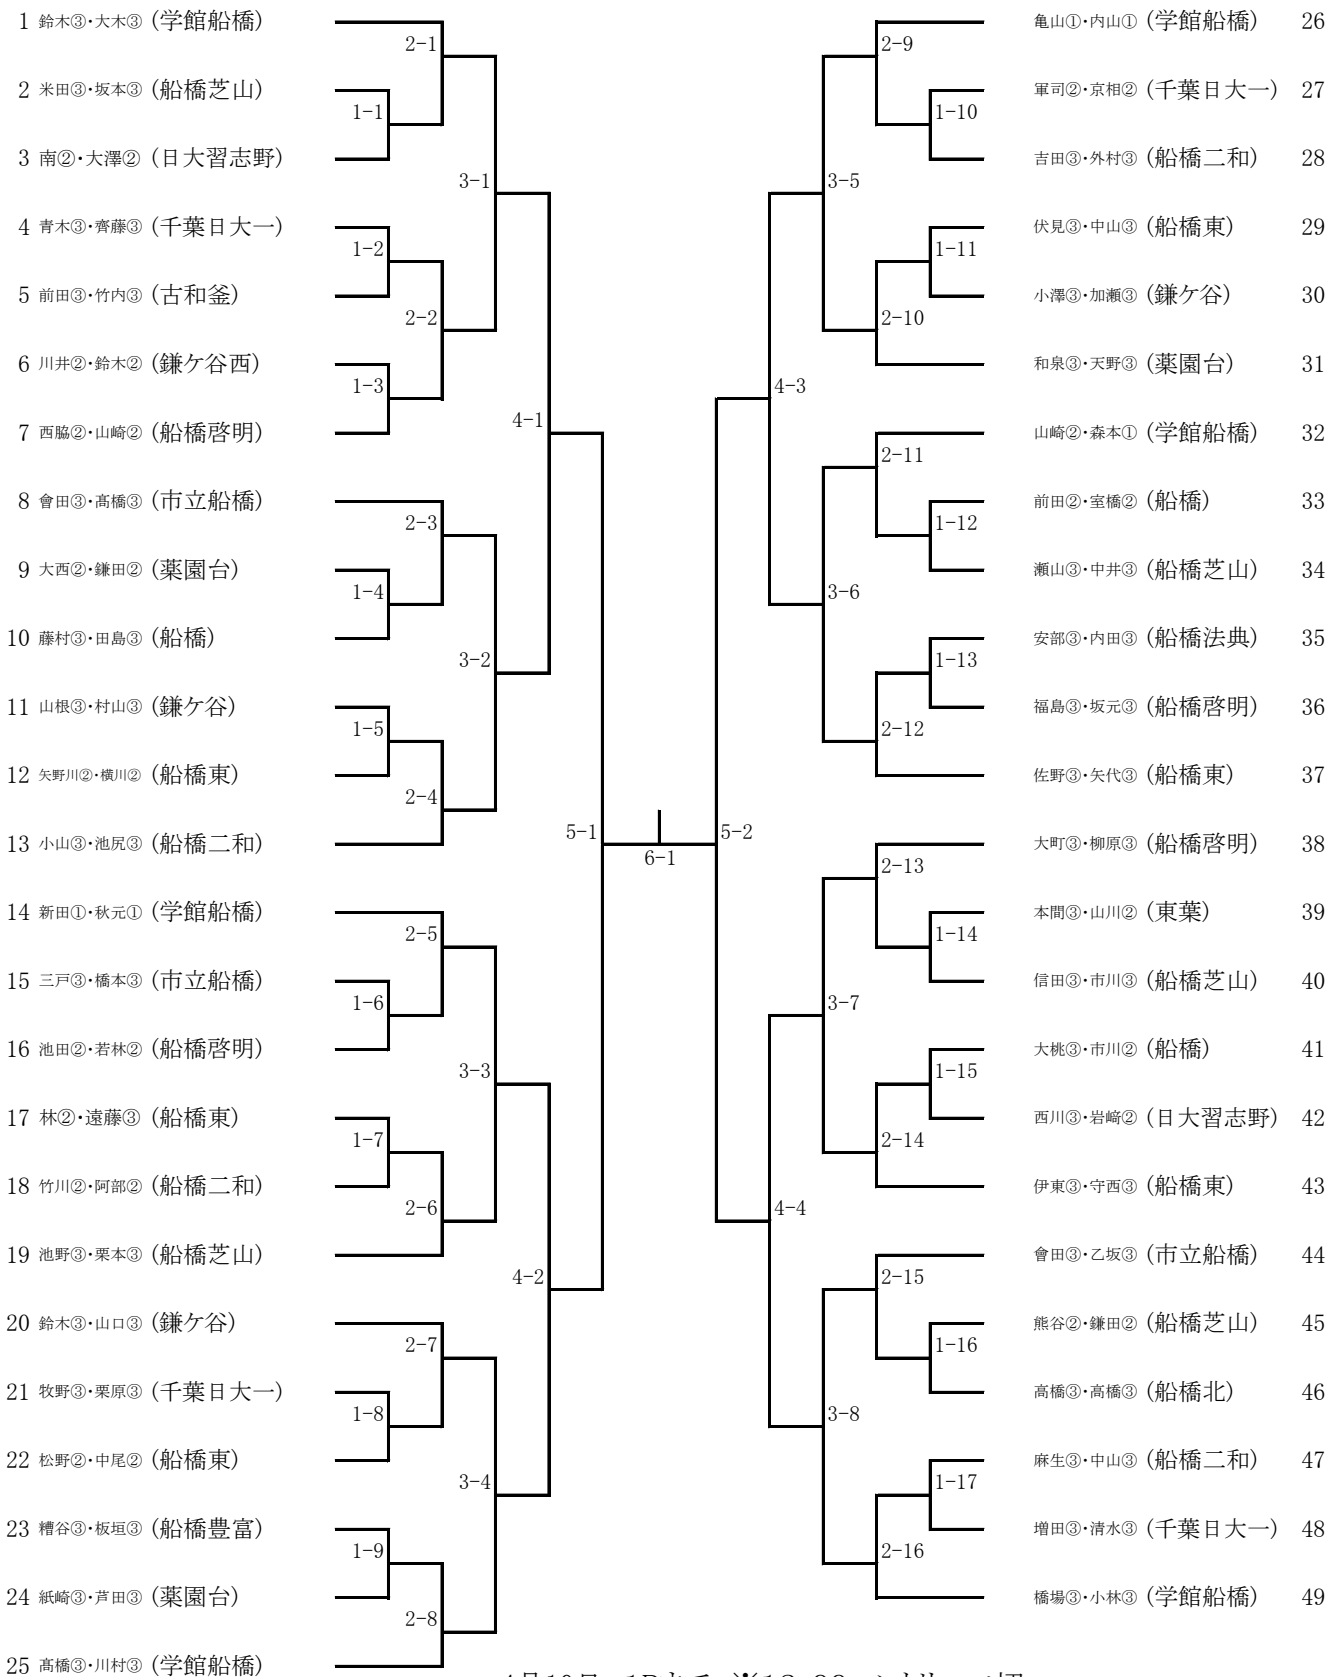 1 鈴木③・大木③ (学館船橋)
2 米田③・坂本③ (船橋芝山)
3 南②・大澤② (日大習志野)
4 青木③・齊藤③ (千葉日大一)
5 前田③・竹内③ (古和釜)
6 川井②・鈴木② (鎌ケ谷西)
7 西脇②・山崎② (船橋啓明)
8 會田③・髙橋③ (市立船橋)
9 大西②・鎌田② (薬園台)
10 藤村③・田島③ (船橋)
11 山根③・村山③ (鎌ケ谷)
12 矢野川②・横川② (船橋東)
13 小山③・池尻③ (船橋二和)
14 新田①・秋元① (学館船橋)
15 三戸③・橋本③ (市立船橋)
16 池田②・若林② (船橋啓明)
17 林②・遠藤③ (船橋東)
18 竹川②・阿部② (船橋二和)
19 池野③・栗本③ (船橋芝山)
20 鈴木③・山口③ (鎌ケ谷)
21 牧野③・栗原③ (千葉日大一)
22 松野②・中尾② (船橋東)
23 糟谷③・板垣③ (船橋豊富)
24 紙崎③・芦田③ (薬園台)
25 髙橋③・川村③ (学館船橋)
2-1
1-1
3-1
1-2
2-2
1-3
4-1
2-3
1-4
3-2
1-5
2-4
5-1
2-5
1-6
3-3
1-7
2-6
4-2
2-7
1-8
3-4
1-9
2-8
6-1
2-9
1-10
3-5
1-11
2-10
4-3
2-11
1-12
3-6
1-13
2-12
5-2
2-13
1-14
3-7
1-15
2-14
4-4
2-15
1-16
3-8
1-17
2-16
亀山①・内山① (学館船橋) 26
軍司②・京相② (千葉日大一) 27
吉田③・外村③ (船橋二和) 28
伏見③・中山③ (船橋東) 29
小澤③・加瀬③ (鎌ケ谷) 30
和泉③・天野③ (薬園台) 31
山崎②・森本① (学館船橋) 32
前田②・室橋② (船橋) 33
瀬山③・中井③ (船橋芝山) 34
安部③・内田③ (船橋法典) 35
福島③・坂元③ (船橋啓明) 36
佐野③・矢代③ (船橋東) 37
大町③・柳原③ (船橋啓明) 38
本間③・山川② (東葉) 39
信田③・市川③ (船橋芝山) 40
大桃③・市川② (船橋) 41
西川③・岩﨑② (日大習志野) 42
伊東③・守西③ (船橋東) 43
會田③・乙坂③ (市立船橋) 44
熊谷②・鎌田② (船橋芝山) 45
高橋③・高橋③ (船橋北) 46
麻生③・中山③ (船橋二和) 47
増田③・清水③ (千葉日大一) 48
橋場③・小林③ (学館船橋) 49